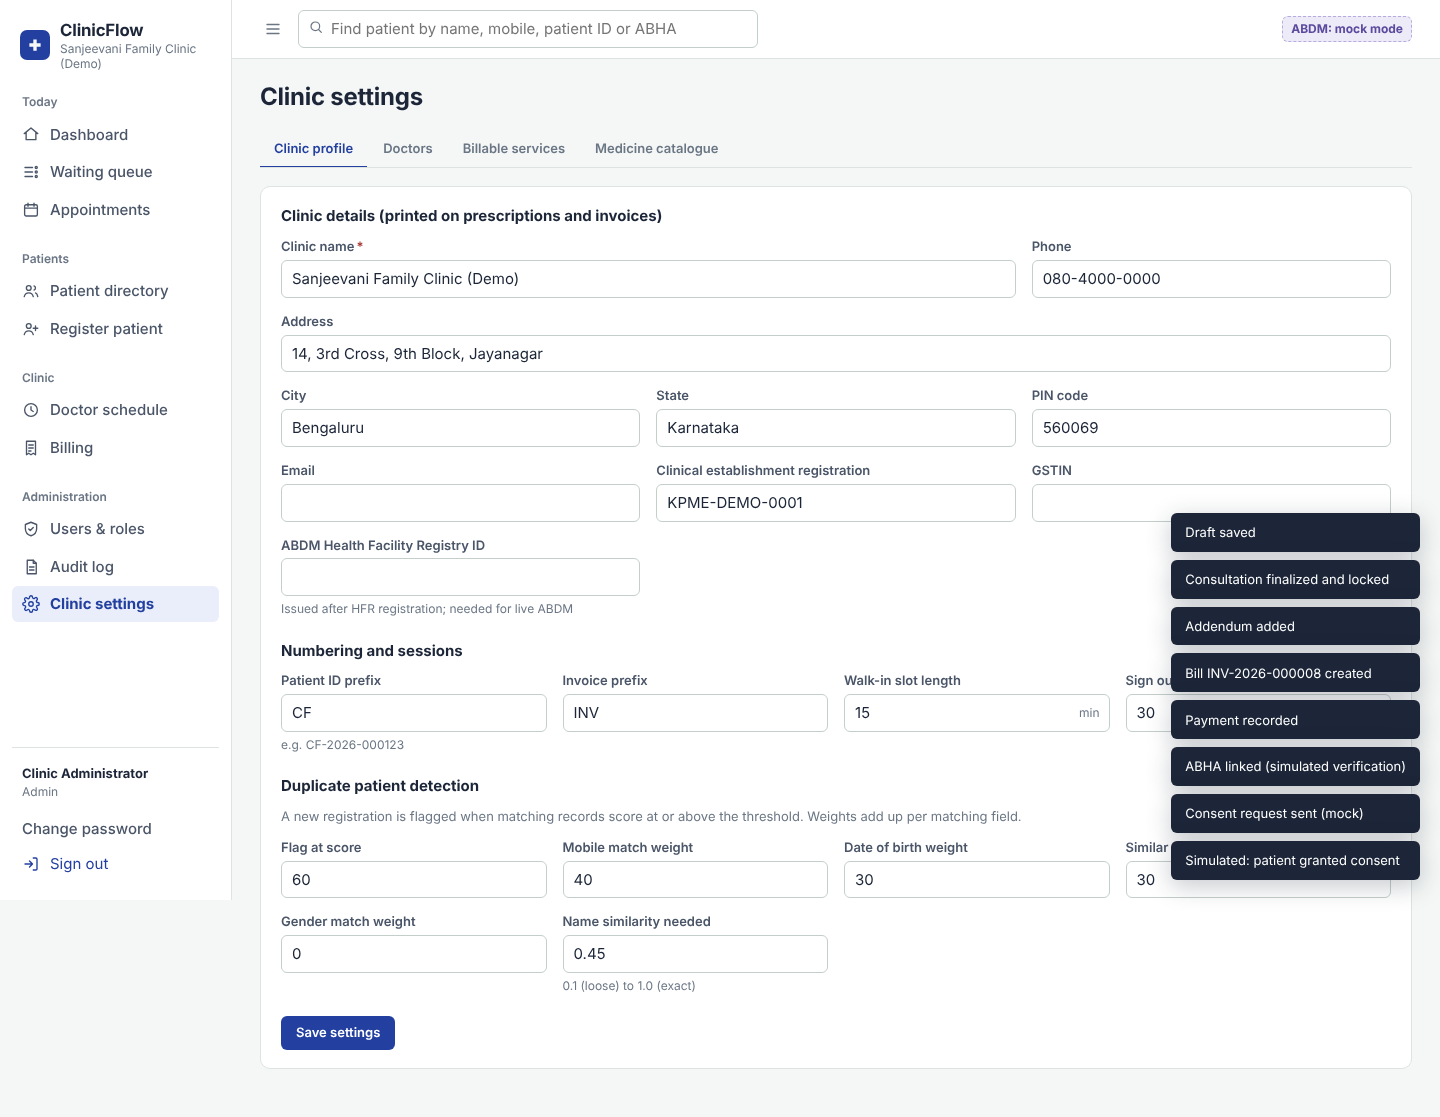 ClinicFlow
Sanjeevani Family Clinic
(Demo)
Today
Dashboard
Waiting queue
Appointments
Patients
Patient directory
Register patient
Clinic
Doctor schedule
Billing
Administration
Users & roles
Audit log
Clinic settings
Clinic Administrator
Admin
Change password
Sign out
Find patient by name, mobile, patient ID or ABHA
ABDM: mock mode
Clinic settings
Clinic profile Doctors Billable services Medicine catalogue
Clinic details (printed on prescriptions and invoices)
Clinic name * Phone
Sanjeevani Family Clinic (Demo) 080-4000-0000
Address
14, 3rd Cross, 9th Block, Jayanagar
City State PIN code
Bengaluru Karnataka 560069
Email Clinical establishment registration GSTIN
KPME-DEMO-0001
ABDM Health Facility Registry ID
Issued after HFR registration; needed for live ABDM
Numbering and sessions
Patient ID prefix Invoice prefix Walk-in slot length Sign
CF INV 15 min 30
e.g. CF-2026-000123
Duplicate patient detection
A new registration is flagged when matching records score at or above the threshold. Weights add up per matching field.
Flag at score Mobile match weight Date of birth weight Similar
60 40 30 30
Gender match weight Name similarity needed
0 0.45
0.1 (loose) to 1.0 (exact)
Save settings
Draft saved
Consultation finalized and locked
Addendum added
Bill INV-2026-000008 created
Payment recorded
ABHA linked (simulated verification)
Consent request sent (mock)
Simulated: patient granted consent